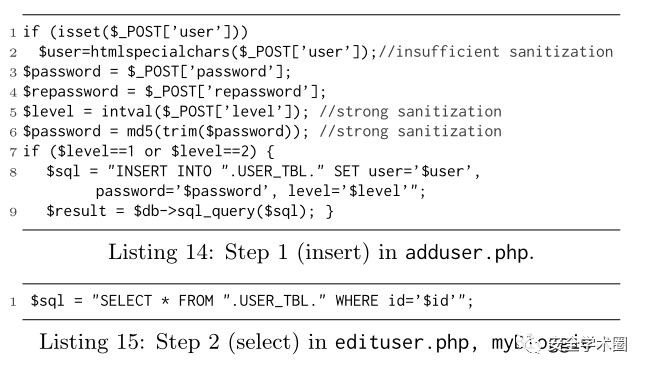 1 if (isset($_POST['user']))
2 $user=htmlspecialchars($_POST['user']);//insufficient sanitization
3 $password = $_POST['password'];
4 $repassword = $_POST['repassword'];
5 $level = intval($_POST['level']); //strong sanitization
6 $password = md5(trim($password)); //strong sanitization
7 if ($level==1 or $level==2) {
8 $sql = "INSERT INTO ".USER_TBL." SET user='$user',
password='$password', level='$level'";
9 $result = $db->sql_query($sql); }
Listing 14: Step 1 (insert) in adduser.php.
1 $sql = "SELECT * FROM ".USER_TBL." WHERE id='$id'";
Listing 15: Step 2 (select) in edituser.php,
安全学术圈